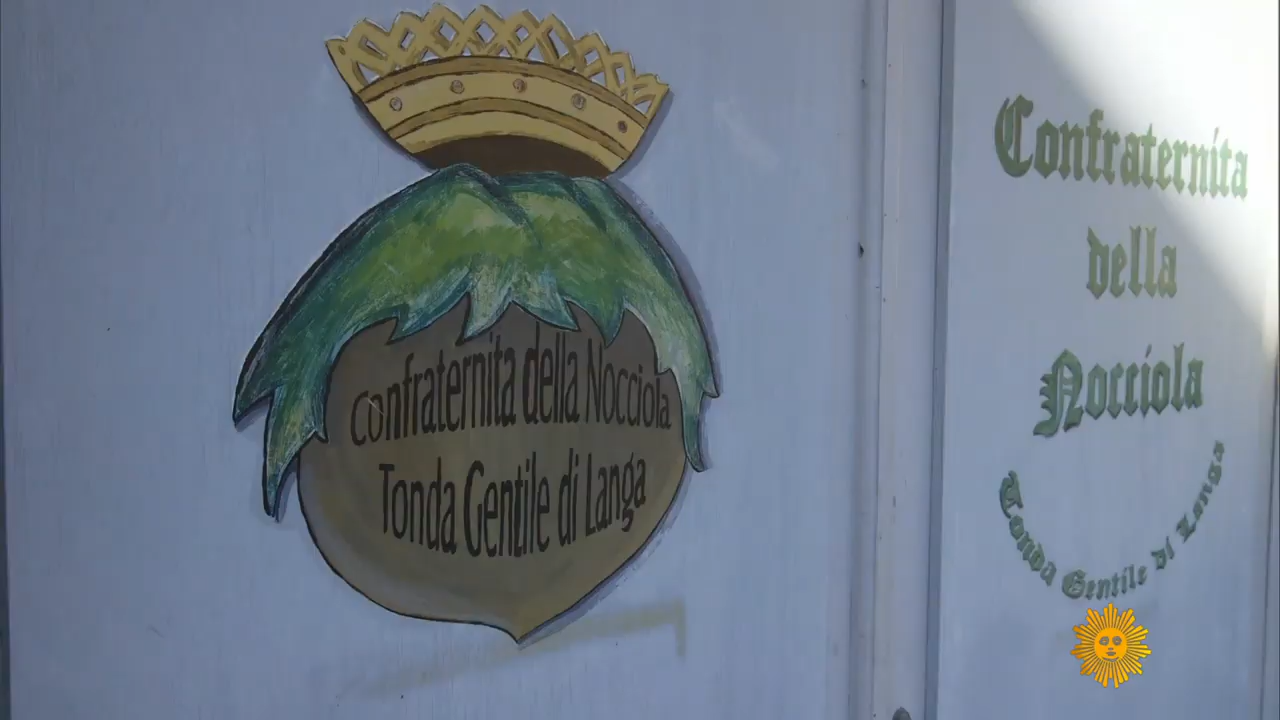 Confraternita della Nocciola
Tonda Gentile di Langa
Confraternita
della
Nocciola
Tonda Gentile di Langa